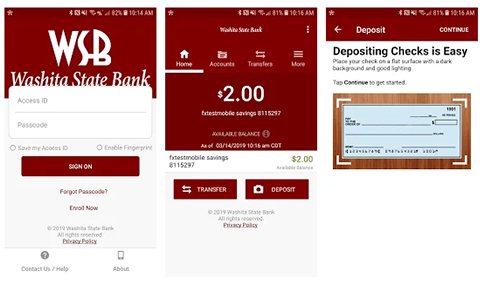 82% 10:14 AM
WSB
Washita State Bank
Access ID
Passcode
Save my Access ID
Enable Fingerprint
SIGN ON
Forgot Passcode?
Enroll Now
© 2019 Washita State Bank
All rights reserved.
Privacy Policy
Contact Us / Help
About
81% 10:16 AM
Washita State Bank
Home
Accounts
Transfers
More
$2.00
AVAILABLE BALANCE
As of 03/14/2019 10:16 am CDT
fxtestmobile savings
8115297
$2.00
Available Balance
TRANSFER
DEPOSIT
© 2019 Washita State Bank
All rights reserved.
Privacy Policy
81% 10:16 AM
Deposit
CONTINUE
Depositing Checks is Easy
Place your check on a flat surface with a dark
background and good lighting.
Tap Continue to get started.